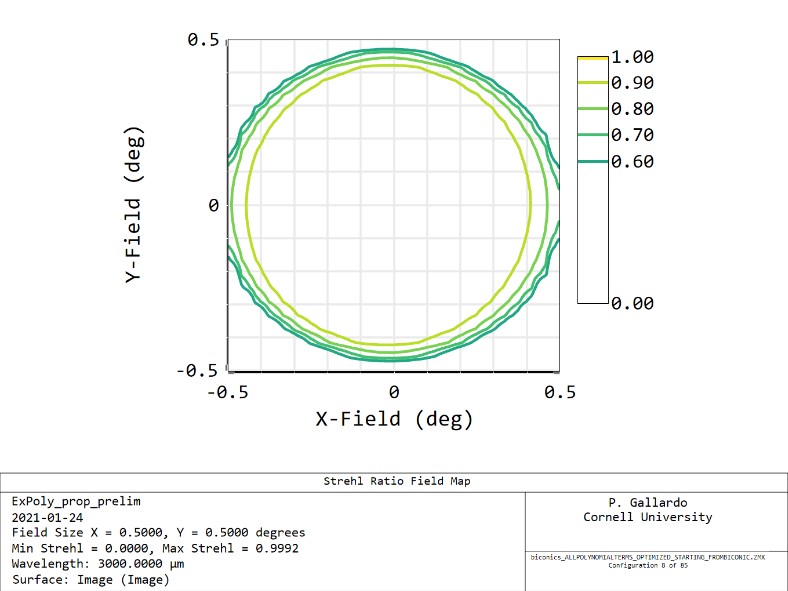 0.5
0
-0.5
Y-Field (deg)
-0.5
0
0.5
X-Field (deg)
1.00
0.90
0.80
0.70
0.60
0.00
Strehl Ratio Field Map
ExPoly_prop_prelim
2021-01-24
Field Size X = 0.5000, Y = 0.5000 degrees
Min Strehl = 0.0000, Max Strehl = 0.9992
Wavelength: 3000.0000 µm
Surface: Image (Image)
P. Gallardo
Cornell University
biconics_ALLPOLYNOMIALTERMS_OPTIMIZED_STARTING_FROMBICONIC.ZMX
Configuration 8 of 85